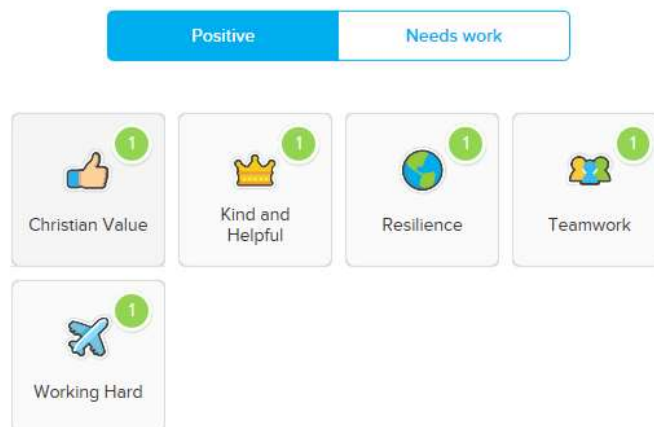 Positive
Needs work
1
Christian Value
1
Kind and
Helpful
1
Resilience
1
Teamwork
1
Working Hard